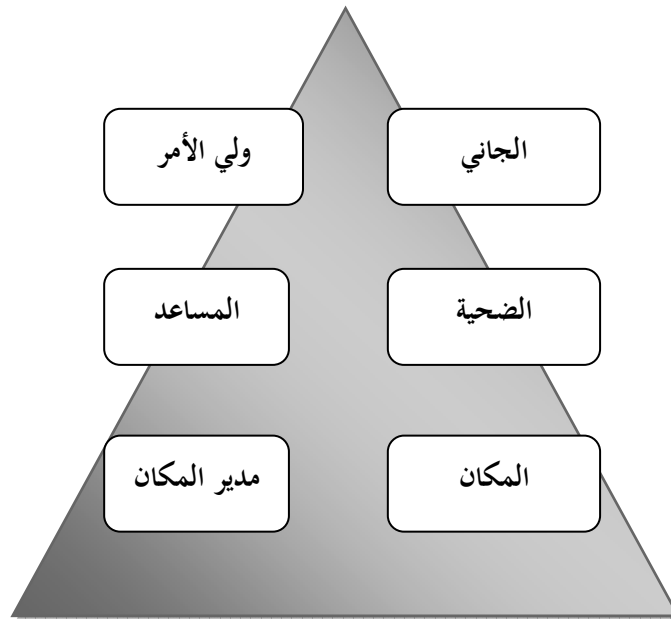 الجاني
ولي الأمر
الضحية
المساعد
المكان
مدير المكان